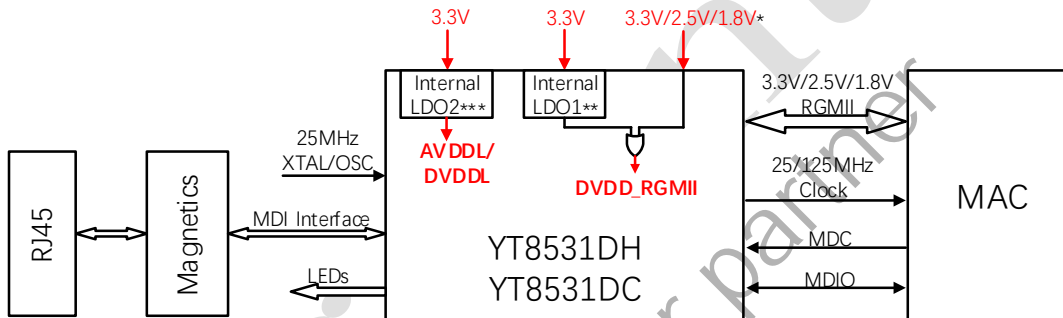 3.3V
3.3V
3.3V/2.5V/1.8V*
Internal
LDO2***
Internal
LDO1**
3.3V/2.5V/1.8V
RGMII
25MHz
XTAL/OSC
AVDDL/
DVDDL
DVDD_RGMII
25/125MHz
Clock
RJ45
Magnetics
MDI Interface
YT8531DH
YT8531DC
MAC
MDC
LEDs
MDIO
partner